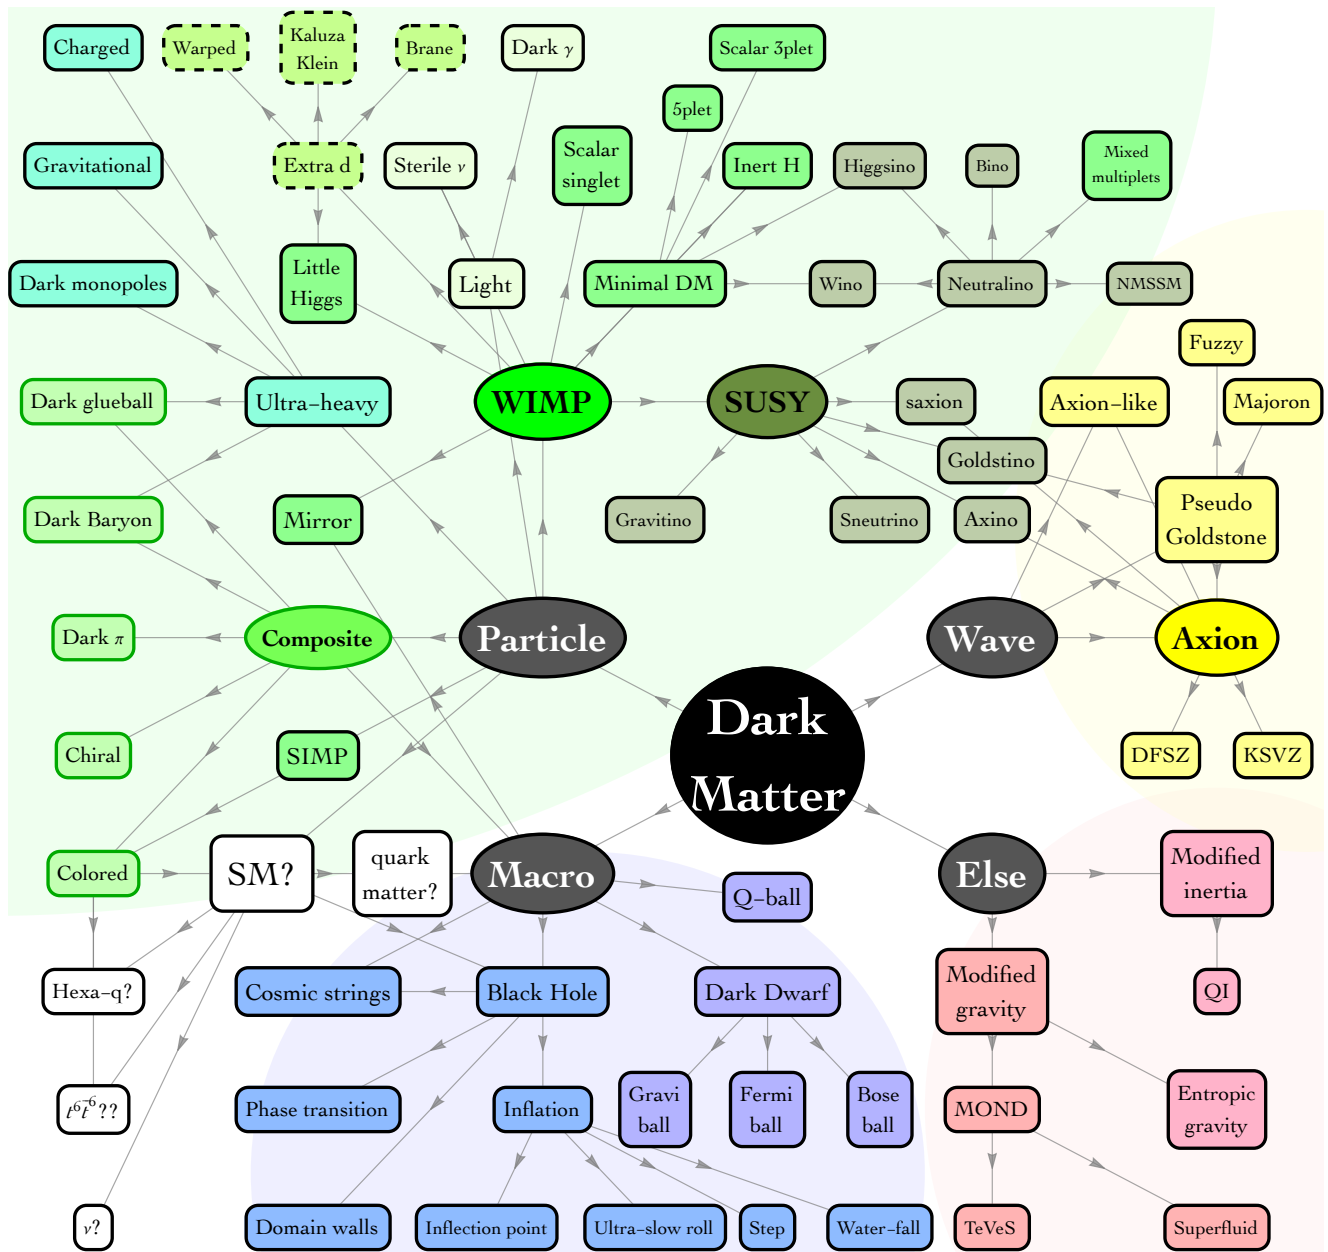 Charged
Warped
Kaluza
Klein
Brane
Dark γ
Scalar 3plet
5plet
Gravitational
Extra d
Sterile ν
Scalar
singlet
Inert H
Higgsino
Bino
Mixed
multiplets
Dark monopoles
Little
Higgs
Light
Minimal DM
Wino
Neutralino
NMSSM
Fuzzy
Dark glueball
Ultra-heavy
WIMP
SUSY
saxion
Axion-like
Majoron
Goldstino
Dark Baryon
Mirror
Gravitino
Sneutrino
Axino
Pseudo
Goldstone
Dark π
Composite
Particle
Wave
Axion
Dark
Matter
Chiral
SIMP
DFSZ
KSVZ
Colored
SM?
quark
matter?
Macro
Q-ball
Else
Modified
inertia
Hexa-q?
Cosmic strings
Black Hole
Dark Dwarf
Modified
gravity
QI
t⁶t̄⁶??
Phase transition
Inflation
Gravi
ball
Fermi
ball
Bose
ball
MOND
Entropic
gravity
ν?
Domain walls
Inflection point
Ultra-slow roll
Step
Water-fall
TeVeS
Superfluid